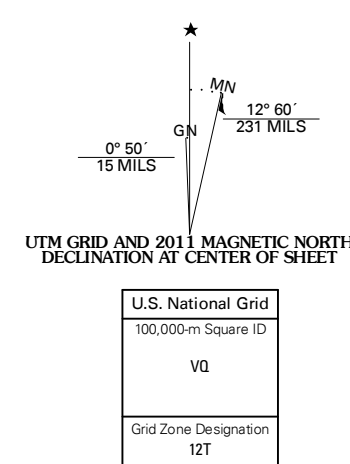 ★
MN
12° 60´
231 MILS
GN
0° 50´
15 MILS
UTM GRID AND 2011 MAGNETIC NORTH
DECLINATION AT CENTER OF SHEET
U.S. National Grid
100,000-m Square ID
VQ
Grid Zone Designation
12T